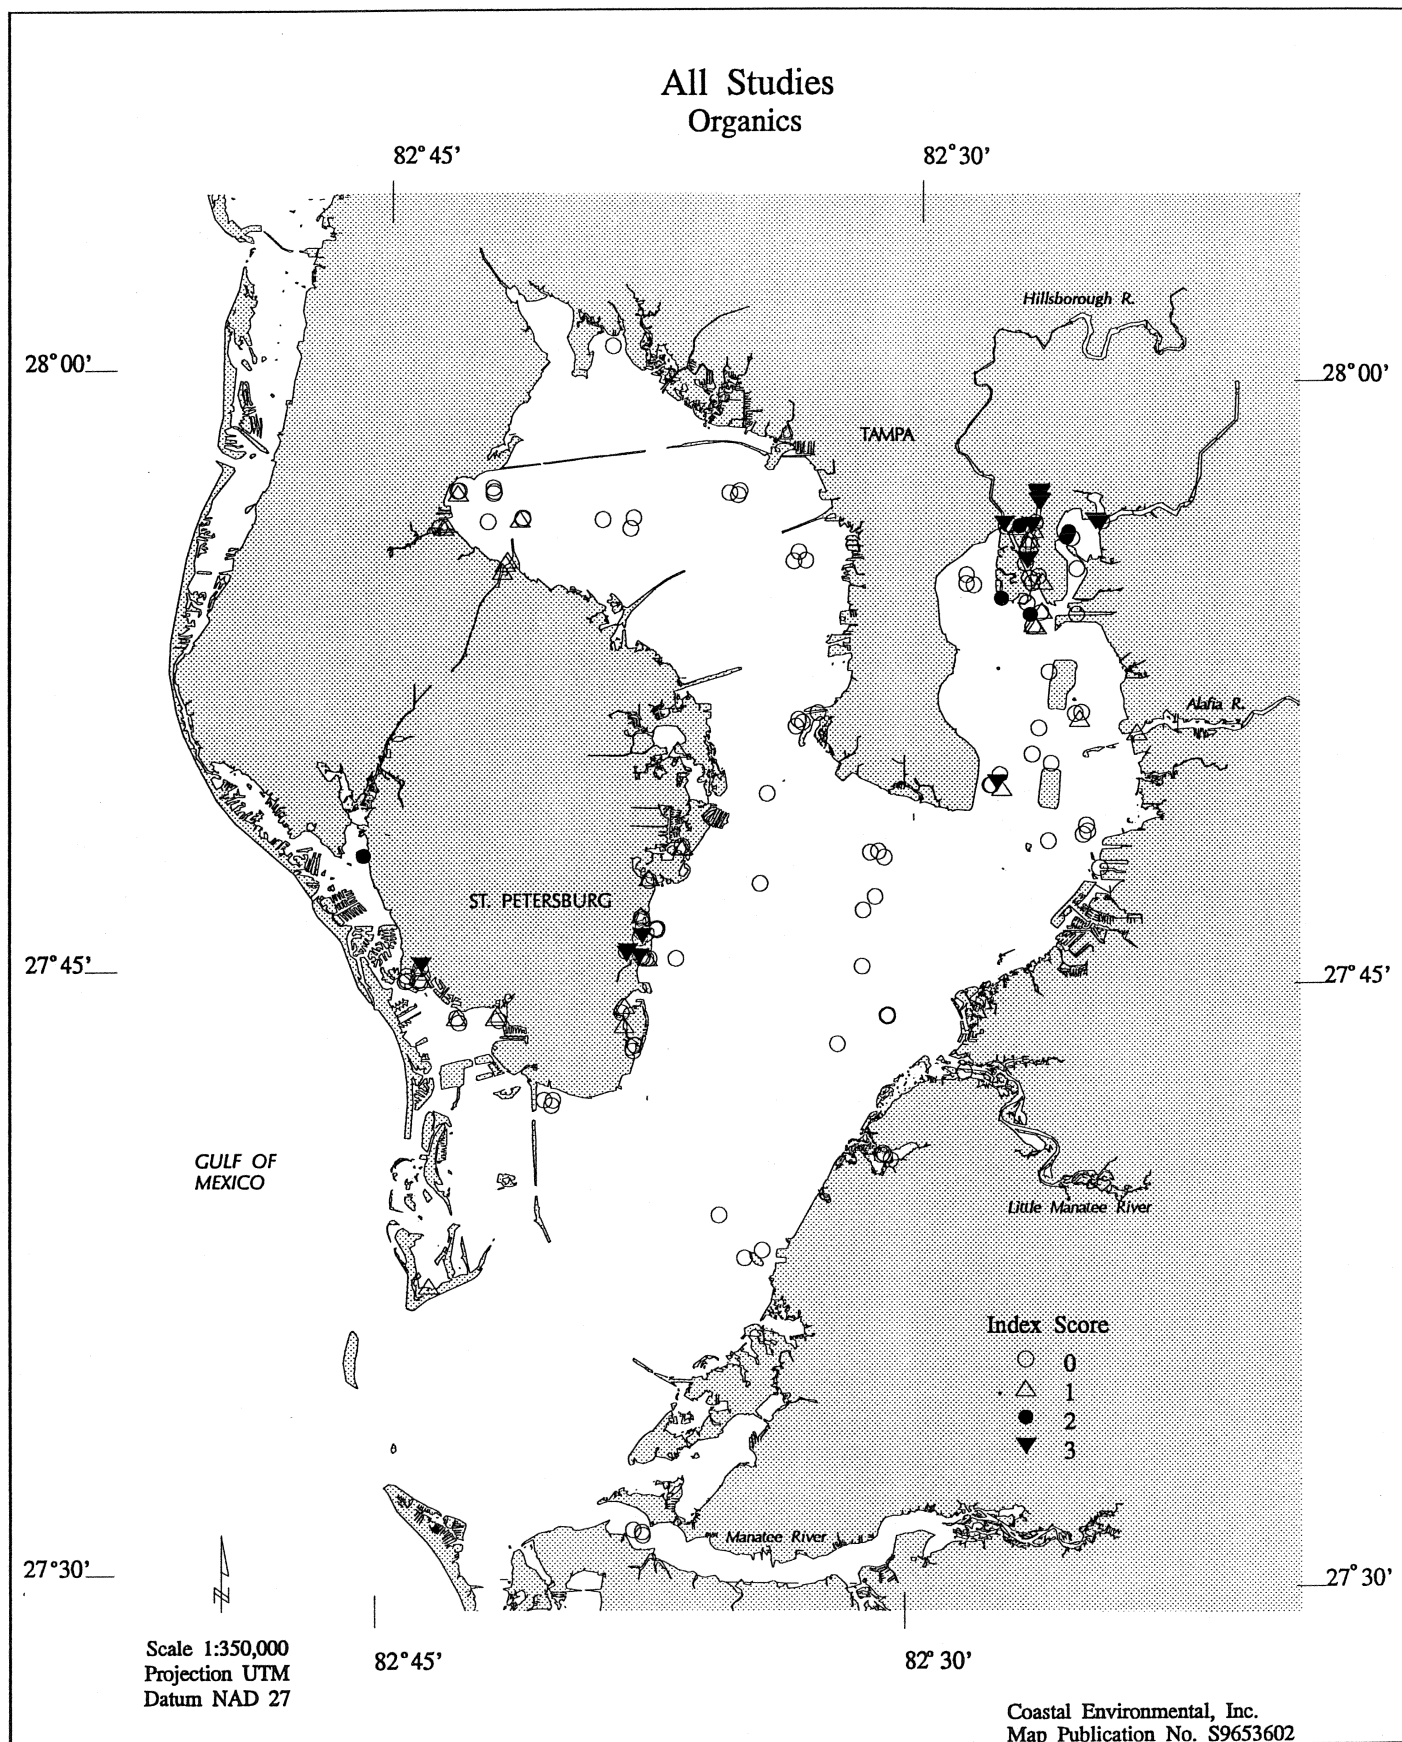 All Studies
Organics
82°45'
82°30'
Hillsborough R.
28°00'
28°00'
TAMPA
Alafia R.
ST. PETERSBURG
27°45'
27°45'
GULF OF
MEXICO
Little Manatee River
Index Score
0
1
2
3
Manatee River
27°30'
27°30'
Scale 1:350,000
Projection UTM
Datum NAD 27
82°45'
82°30'
Coastal Environmental, Inc.
Map Publication No. S9653602